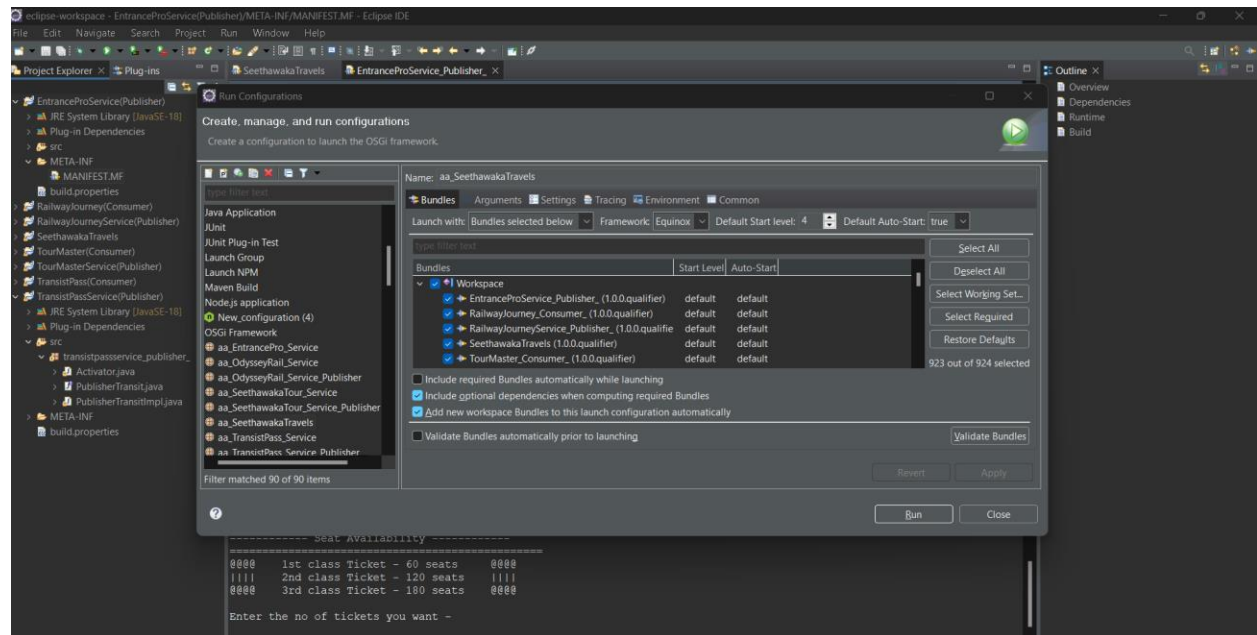 eclipse-workspace - EntranceProService(Publisher)/META-INF/MANIFEST.MF - Eclipse IDE
File Edit Navigate Search Project Run Window Help
Project Explorer Plug-ins
EntranceProService(Publisher)
JRE System Library [JavaSE-18]
Plug-in Dependencies
src
META-INF
MANIFEST.MF
build.properties
RailwayJourney(Consumer)
RailwayJourneyService(Publisher)
SeethawakaTravels
TourMaster(Consumer)
TourMasterService(Publisher)
TransistPass(Consumer)
TransistPassService(Publisher)
JRE System Library [JavaSE-18]
Plug-in Dependencies
src
transistpassservice_publisher_
Activator.java
PublisherTransit.java
PublisherTransitImpl.java
META-INF
build.properties
SeethawakaTravels EntranceProService_Publisher_
Run Configurations
Create, manage, and run configurations
Create a configuration to launch the OSGi framework.
type filter text
Java Application
JUnit
JUnit Plug-in Test
Launch Group
Launch NPM
Maven Build
Node.js application
New_configuration (4)
OSGi Framework
aa_EntrancePro_Service
aa_OdysseyRail_Service
aa_OdysseyRail_Service_Publisher
aa_SeethawakaTour_Service
aa_SeethawakaTour_Service_Publisher
aa_SeethawakaTravels
aa_TransistPass_Service
aa_TransistPass_Service_Publisher
Filter matched 90 of 90 items
Name: aa_SeethawakaTravels
Bundles Arguments Settings Tracing Environment Common
Launch with: Bundles selected below Framework: Equinox Default Start level: 4 Default Auto-Start: true
type filter text
Bundles Start Level Auto-Start
Workspace
EntranceProService_Publisher_ (1.0.0.qualifier) default default
RailwayJourney_Consumer_ (1.0.0.qualifier) default default
RailwayJourneyService_Publisher_ (1.0.0.qualifie default default
SeethawakaTravels (1.0.0.qualifier) default default
TourMaster_Consumer_ (1.0.0.qualifier) default default
Select All
Deselect All
Select Working Set...
Select Required
Restore Defaults
923 out of 924 selected
Include required Bundles automatically while launching
Include optional dependencies when computing required Bundles
Add new workspace Bundles to this launch configuration automatically
Validate Bundles automatically prior to launching
Validate Bundles
Revert Apply
Run Close
------------ Seat Availability ------------
@@@@ 1st class Ticket - 60 seats @@@@
|||| 2nd class Ticket - 120 seats ||||
@@@@ 3rd class Ticket - 180 seats @@@@
Enter the no of tickets you want -
Outline
Overview
Dependencies
Runtime
Build